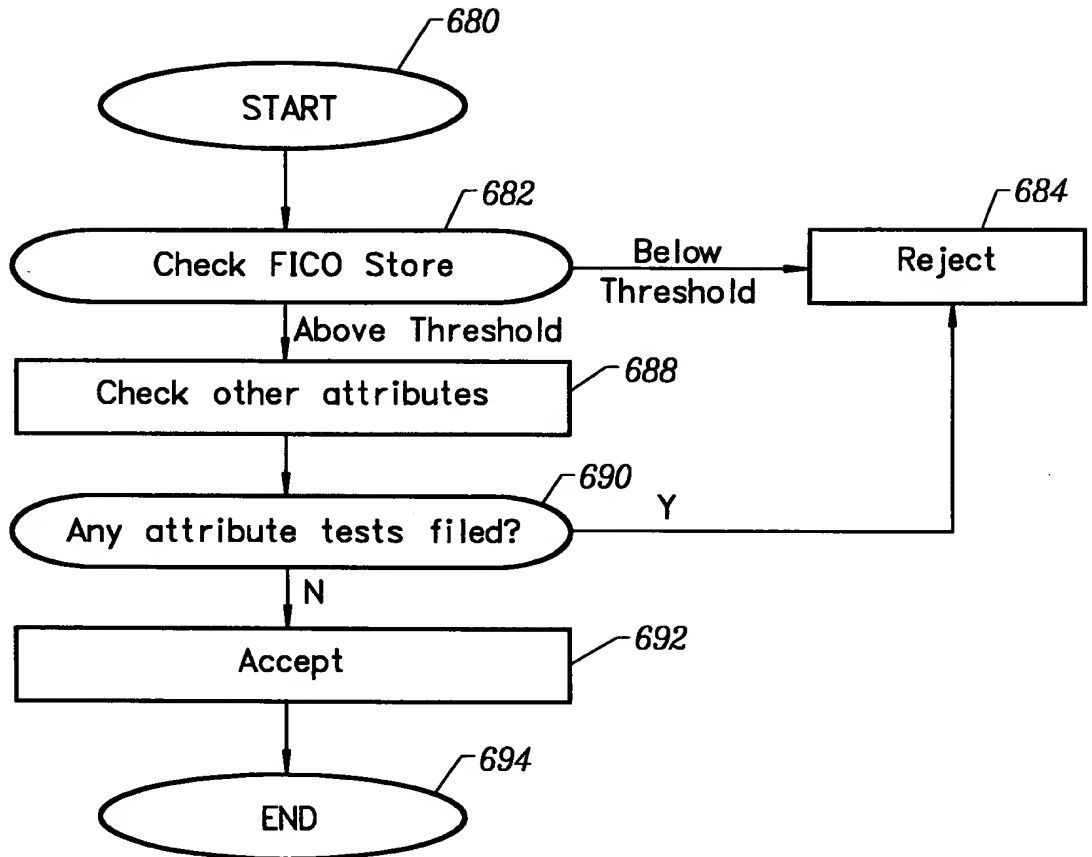 680
START
682
Check FICO Store
Below
Threshold
684
Reject
Above Threshold
688
Check other attributes
690
Any attribute tests filed?
Y
N
692
Accept
694
END